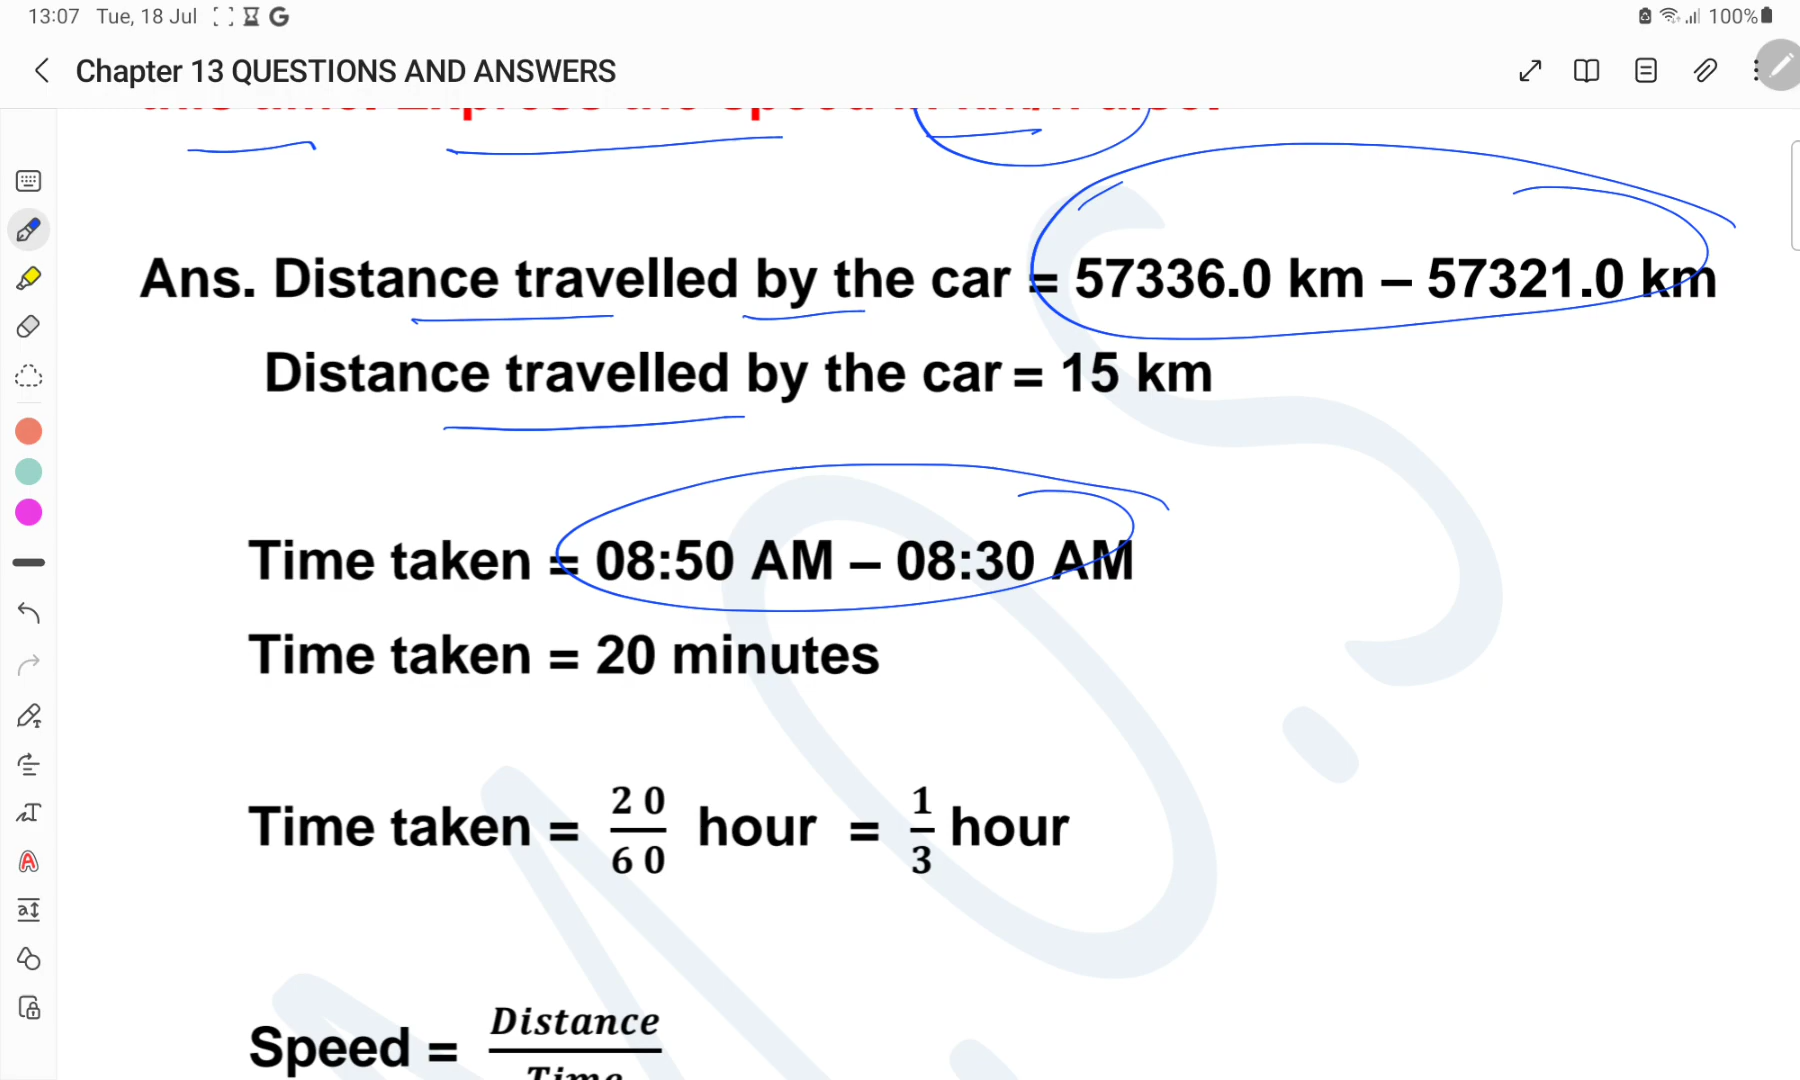 13:07 Tue, 18 Jul G 100%
Chapter 13 QUESTIONS AND ANSWERS
Ans. Distance travelled by the car = 57336.0 km – 57321.0 km
Distance travelled by the car = 15 km
Time taken = 08:50 AM – 08:30 AM
Time taken = 20 minutes
Time taken = 20/60 hour = 1/3 hour
Speed = Distance/Time